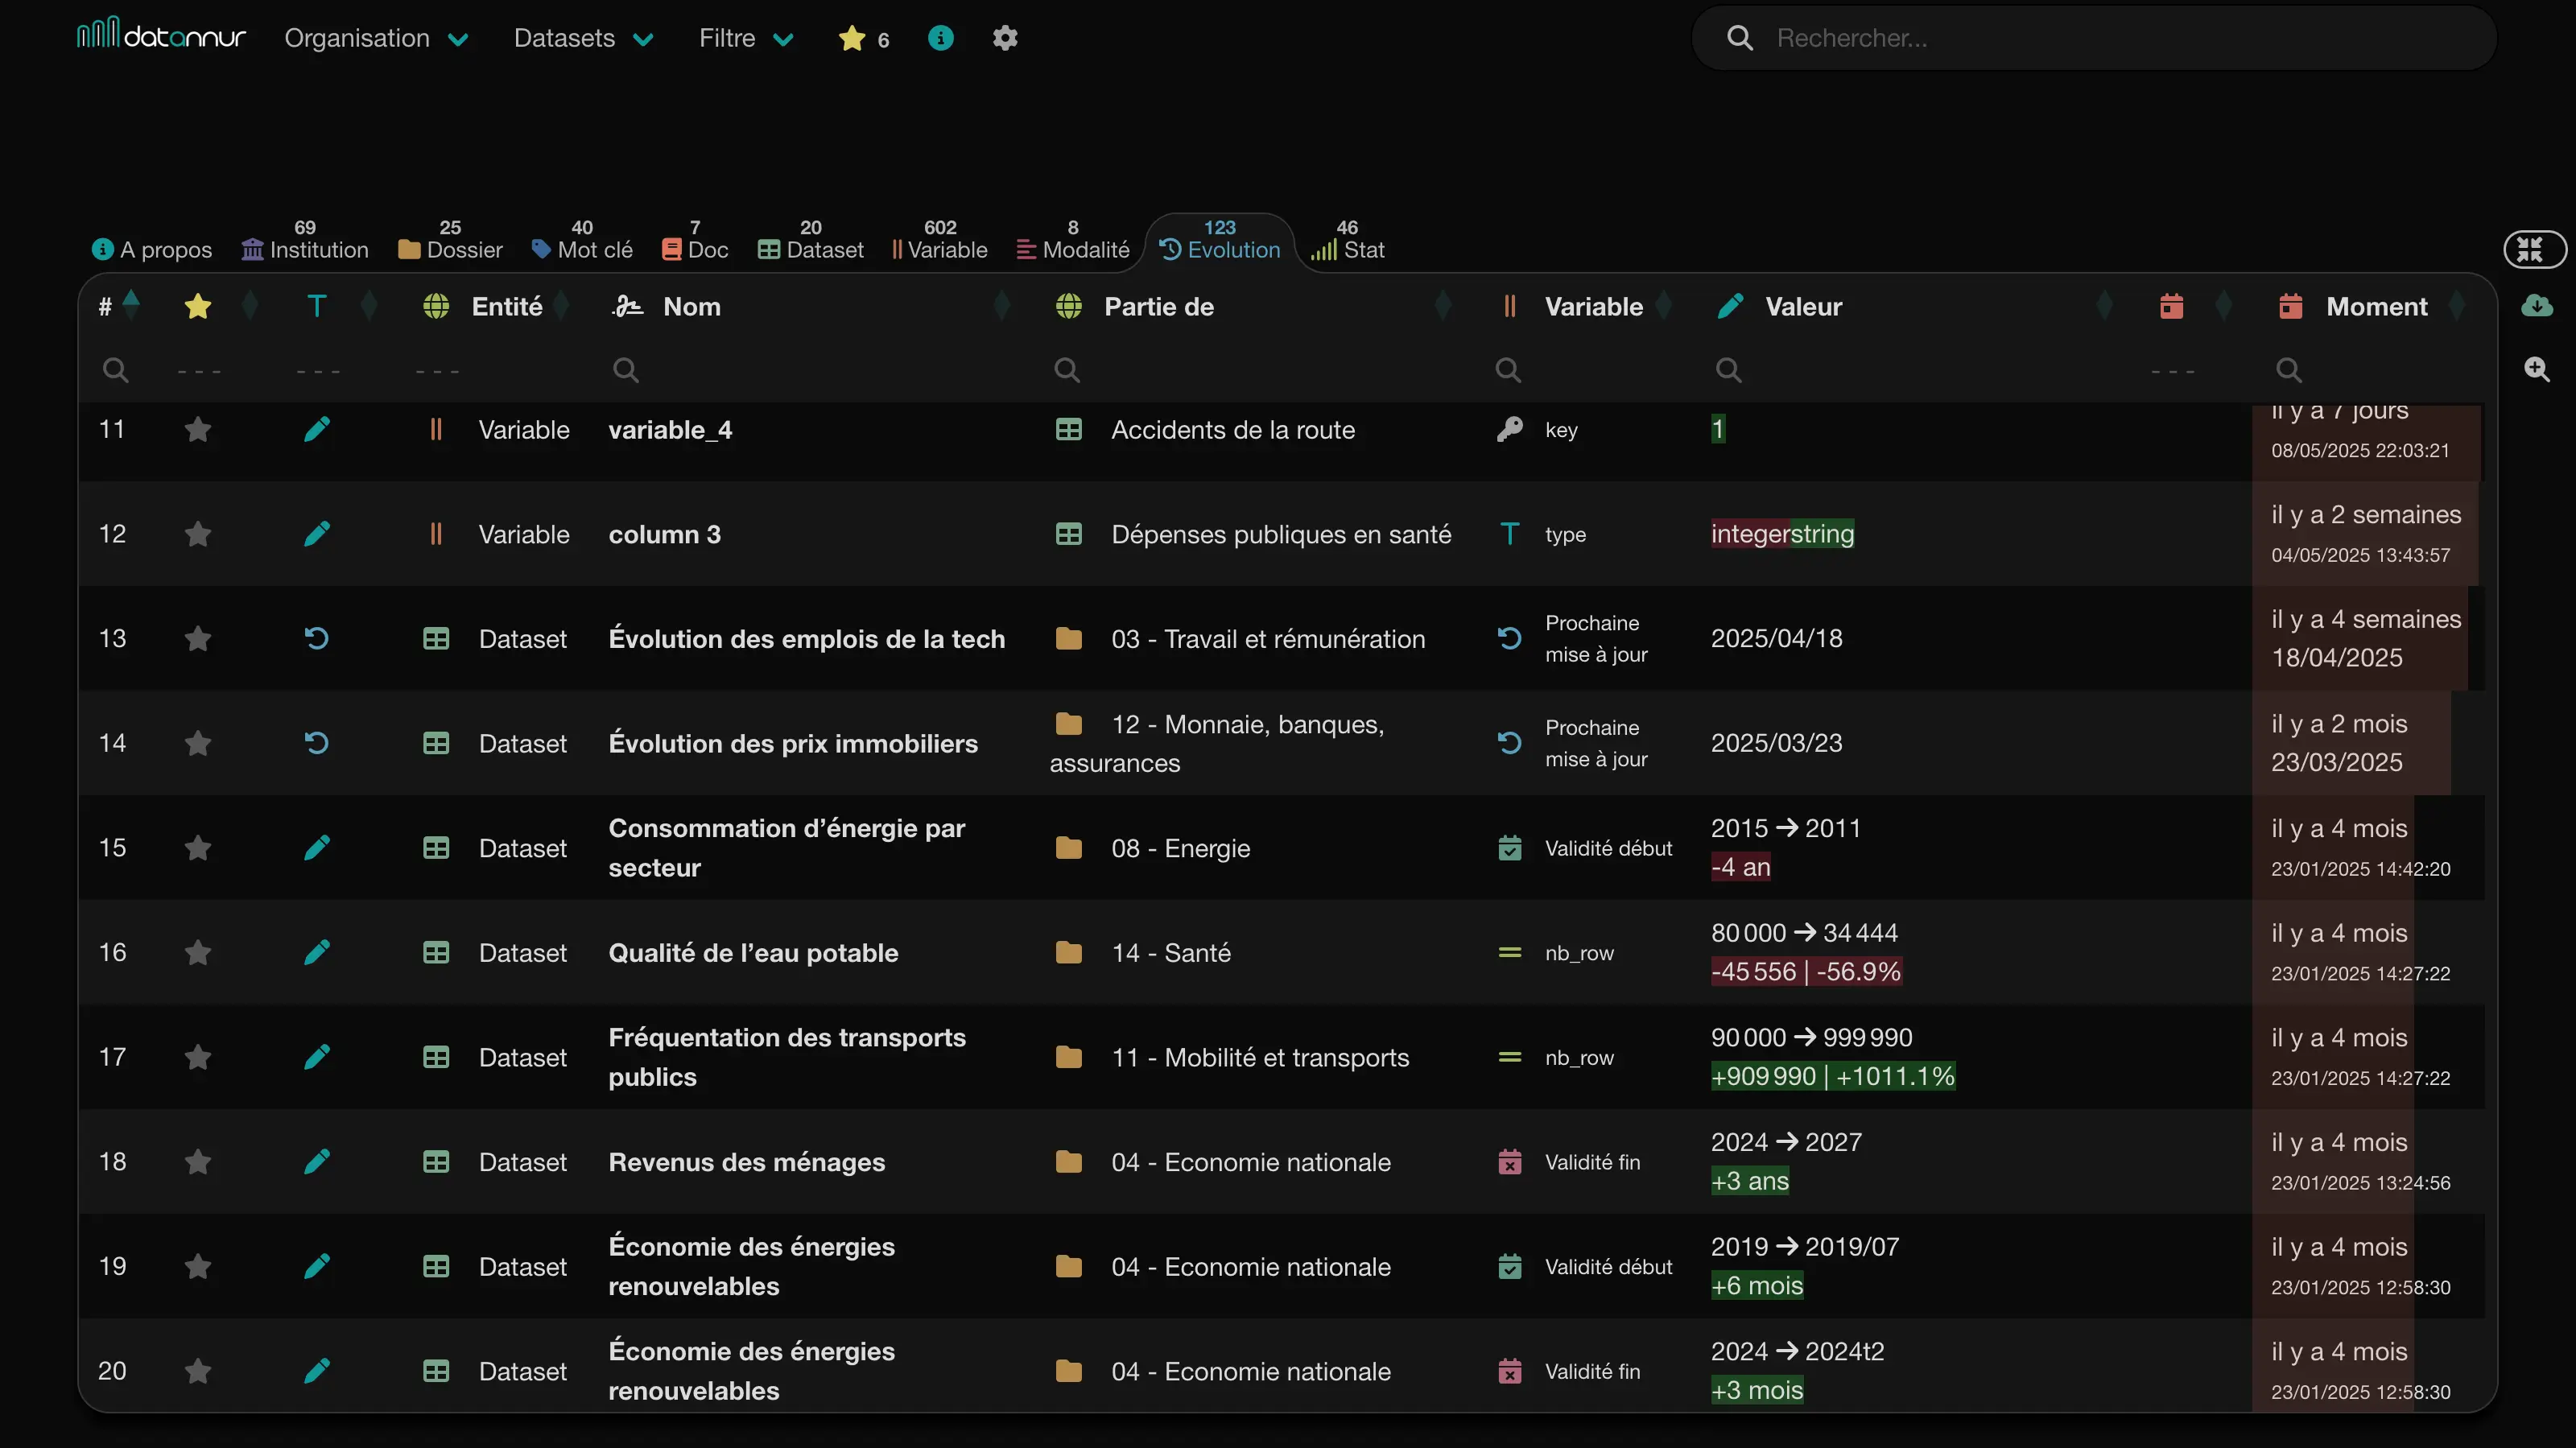 datannur Organisation Datasets Filtre 6 Rechercher...
69 25 40 7 20 602 8 123 46
A propos Institution Dossier Mot clé Doc Dataset Variable Modalité Evolution Stat
# T Entité Nom Partie de Variable Valeur Moment
--- --- --- ---
il y a 7 jours
11 Variable variable_4 Accidents de la route key 1
08/05/2025 22:03:21
il y a 2 semaines
12 Variable column 3 Dépenses publiques en santé T type integerstring
04/05/2025 13:43:57
Prochaine il y a 4 semaines
13 Dataset Évolution des emplois de la tech 03 - Travail et rémunération 2025/04/18
mise à jour 18/04/2025
12 - Monnaie, banques, Prochaine il y a 2 mois
14 Dataset Évolution des prix immobiliers 2025/03/23
assurances mise à jour 23/03/2025
Consommation d’énergie par 2015 → 2011 il y a 4 mois
15 Dataset 08 - Energie Validité début
secteur -4 an 23/01/2025 14:42:20
80 000 → 34 444 il y a 4 mois
16 Dataset Qualité de l’eau potable 14 - Santé nb_row
-45 556 | -56.9% 23/01/2025 14:27:22
Fréquentation des transports 90 000 → 999 990 il y a 4 mois
17 Dataset 11 - Mobilité et transports nb_row
publics +909 990 | +1011.1% 23/01/2025 14:27:22
2024 → 2027 il y a 4 mois
18 Dataset Revenus des ménages 04 - Economie nationale Validité fin
+3 ans 23/01/2025 13:24:56
Économie des énergies 2019 → 2019/07 il y a 4 mois
19 Dataset 04 - Economie nationale Validité début
renouvelables +6 mois 23/01/2025 12:58:30
Économie des énergies 2024 → 2024t2 il y a 4 mois
20 Dataset 04 - Economie nationale Validité fin
renouvelables +3 mois 23/01/2025 12:58:30